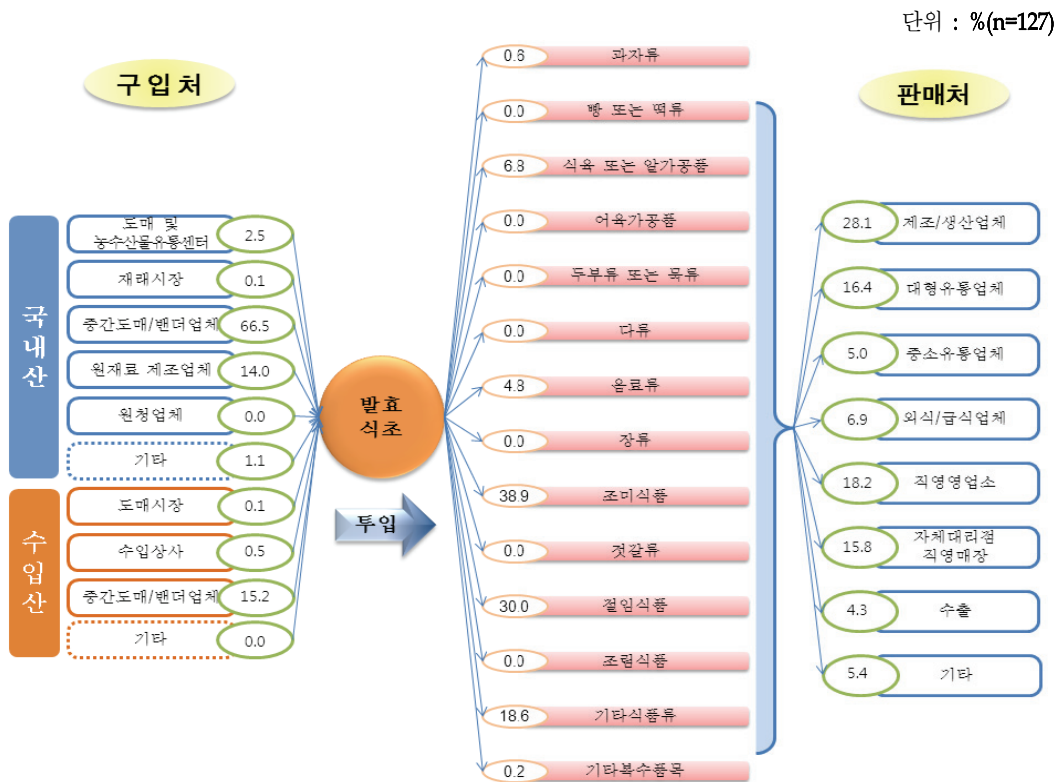 단위 : %(n=127)
구입처
국내산
도매 및
농수산물유통센터
2.5
재래시장
0.1
중간도매/밴더업체
66.5
원재료 제조업체
14.0
원청업체
0.0
기타
1.1
수입산
도매시장
0.1
수입상사
0.5
중간도매/밴더업체
15.2
기타
0.0
발효
식초
투입
0.6
과자류
0.0
빵 또는 떡류
6.8
식육 또는 알가공품
0.0
어육가공품
0.0
두부류 또는 묵류
0.0
다류
4.8
음료류
0.0
장류
38.9
조미식품
0.0
젓갈류
30.0
절임식품
0.0
조림식품
18.6
기타식품류
0.2
기타복수품목
판매처
28.1
제조/생산업체
16.4
대형유통업체
5.0
중소유통업체
6.9
외식/급식업체
18.2
직영영업소
15.8
자체대리점
직영매장
4.3
수출
5.4
기타